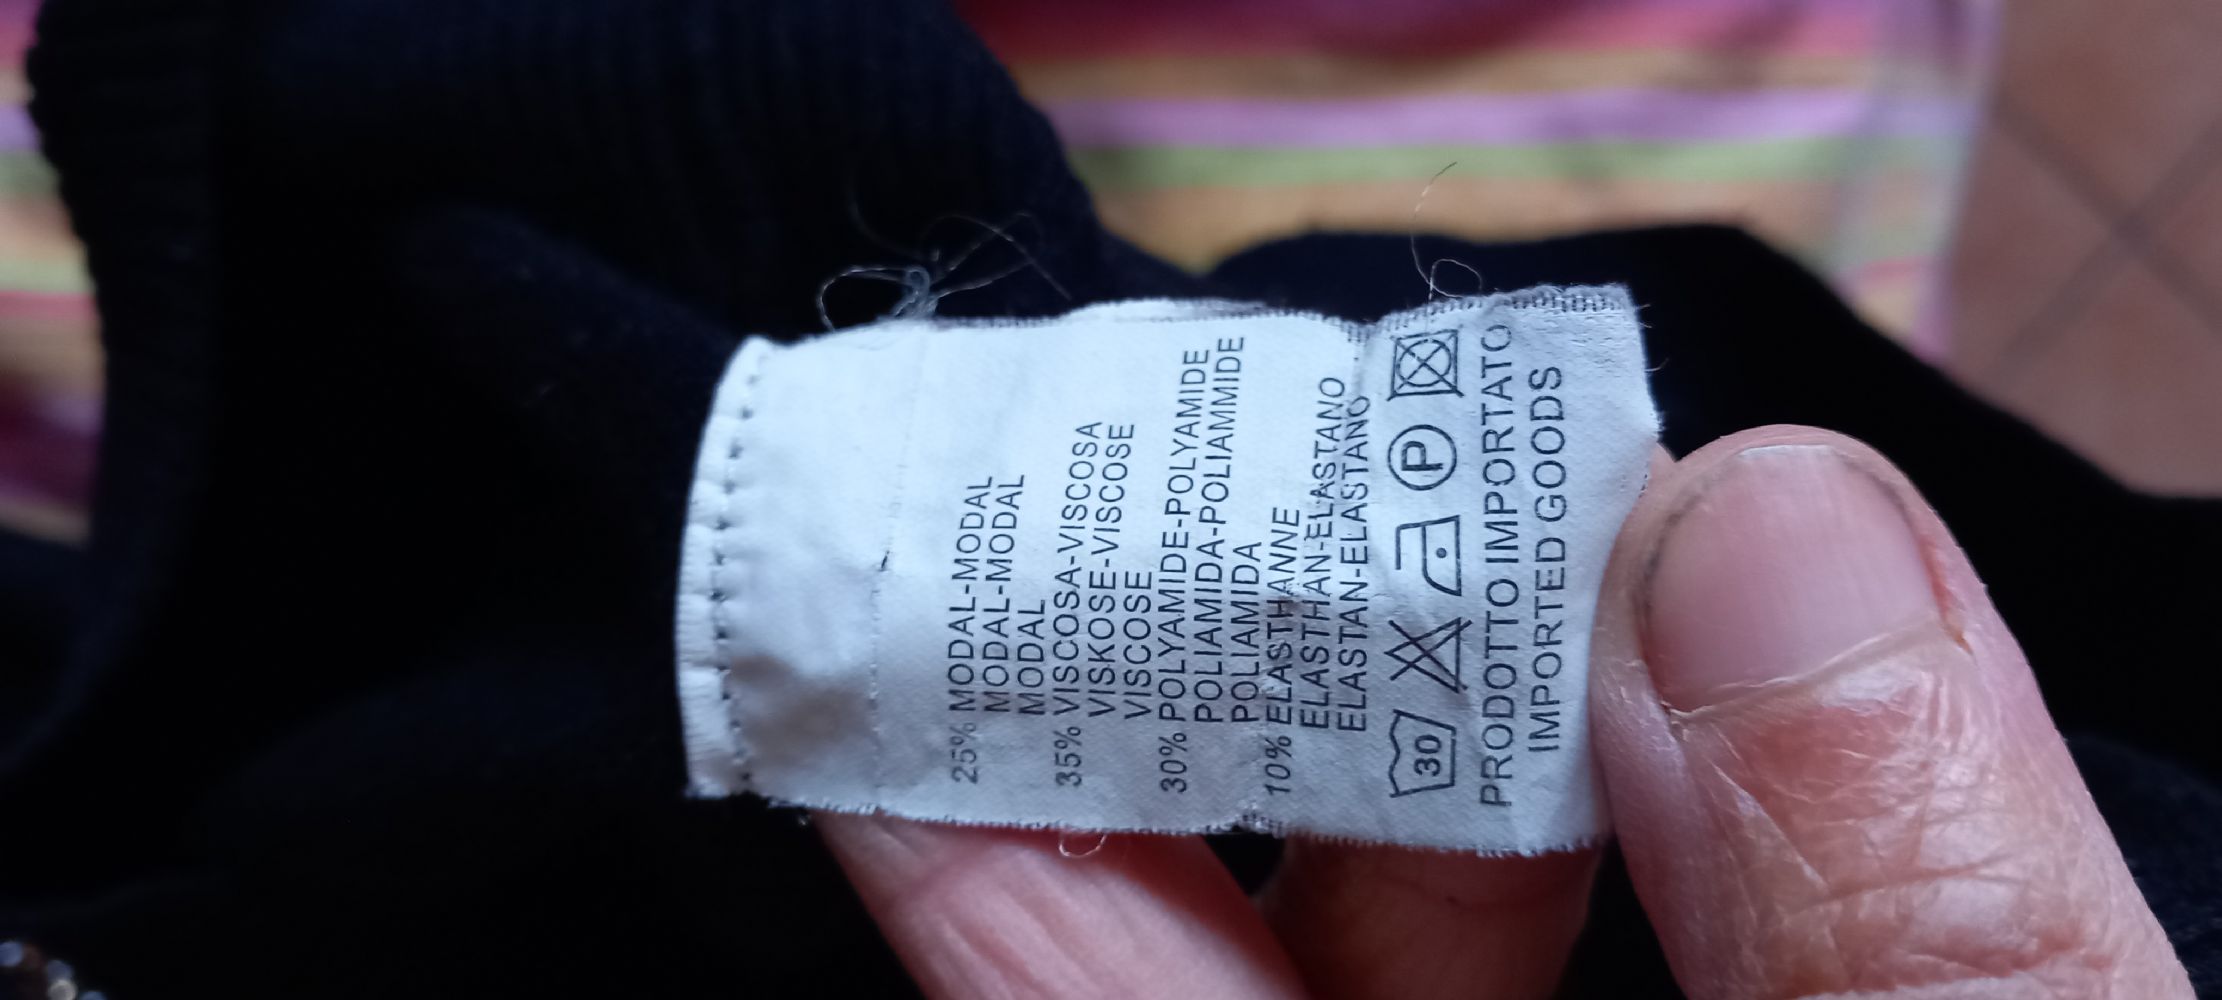 25% MODAL-MODAL
MODAL-MODAL
MODAL
35% VISCOSA-VISCOSA
VISKOSE-VISCOSE
VISCOSE
30% POLYAMIDE-POLYAMIDE
POLIAMIDA-POLIAMMIDE
POLIAMIDA
10% ELASTHANNE
ELASTHAN-ELASTANO
ELASTAN-ELASTANO
30 P
PRODOTTO IMPORTATO
IMPORTED GOODS